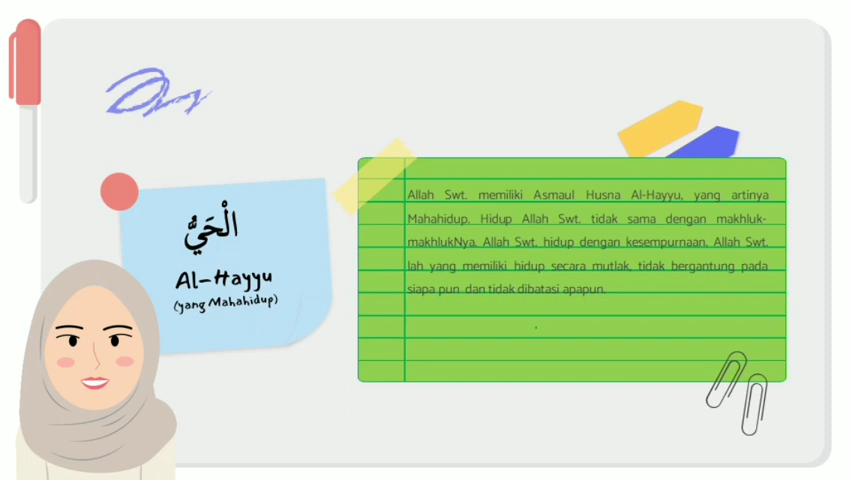 الْحَيُّ
Al-Hayyu
(yang Mahahidup)
Allah Swt. memiliki Asmaul Husna Al-Hayyu, yang artinya
Mahahidup. Hidup Allah Swt. tidak sama dengan makhluk-
makhlukNya. Allah Swt. hidup dengan kesempurnaan. Allah Swt.
lah yang memiliki hidup secara mutlak, tidak bergantung pada
siapa pun dan tidak dibatasi apapun.